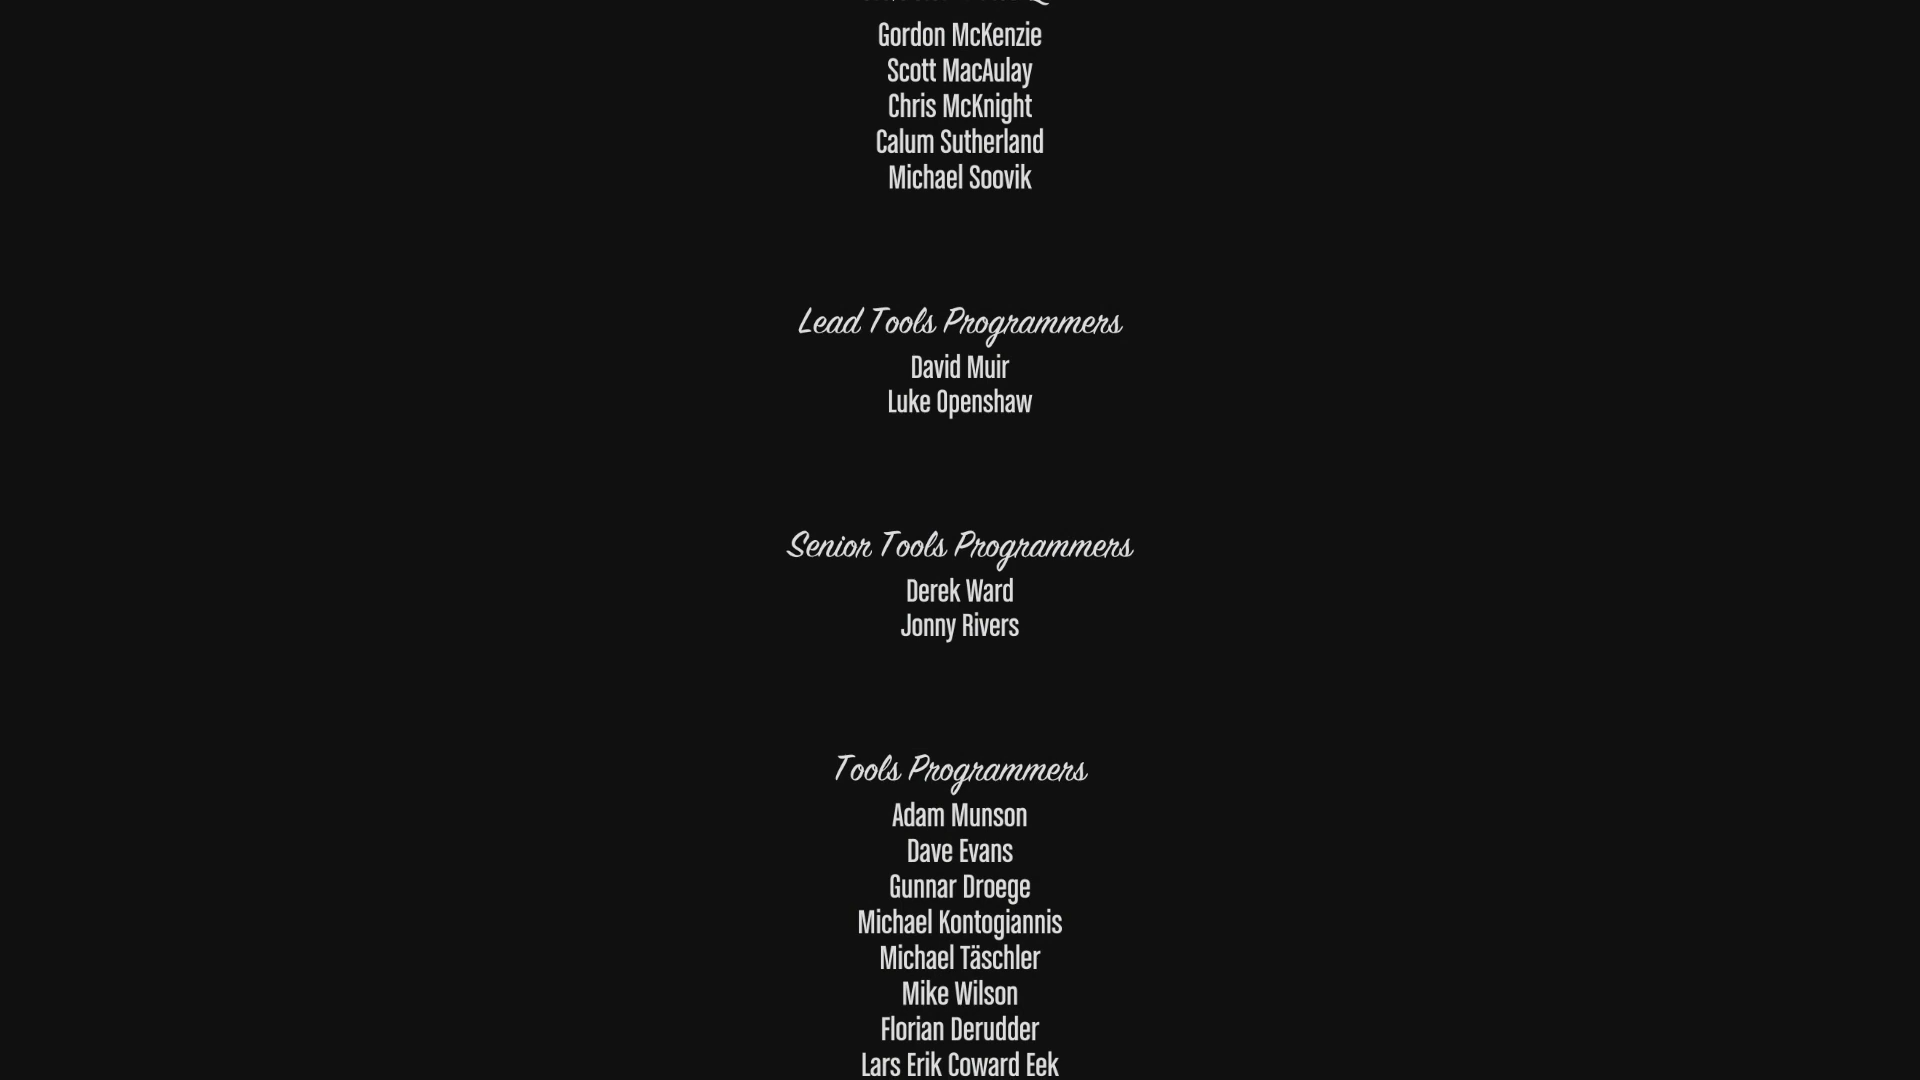 Gordon McKenzie
Scott MacAulay
Chris McKnight
Calum Sutherland
Michael Soovik
Lead Tools Programmers
David Muir
Luke Openshaw
Senior Tools Programmers
Derek Ward
Jonny Rivers
Tools Programmers
Adam Munson
Dave Evans
Gunnar Droege
Michael Kontogiannis
Michael Täschler
Mike Wilson
Florian Derudder
Lars Erik Coward Eek